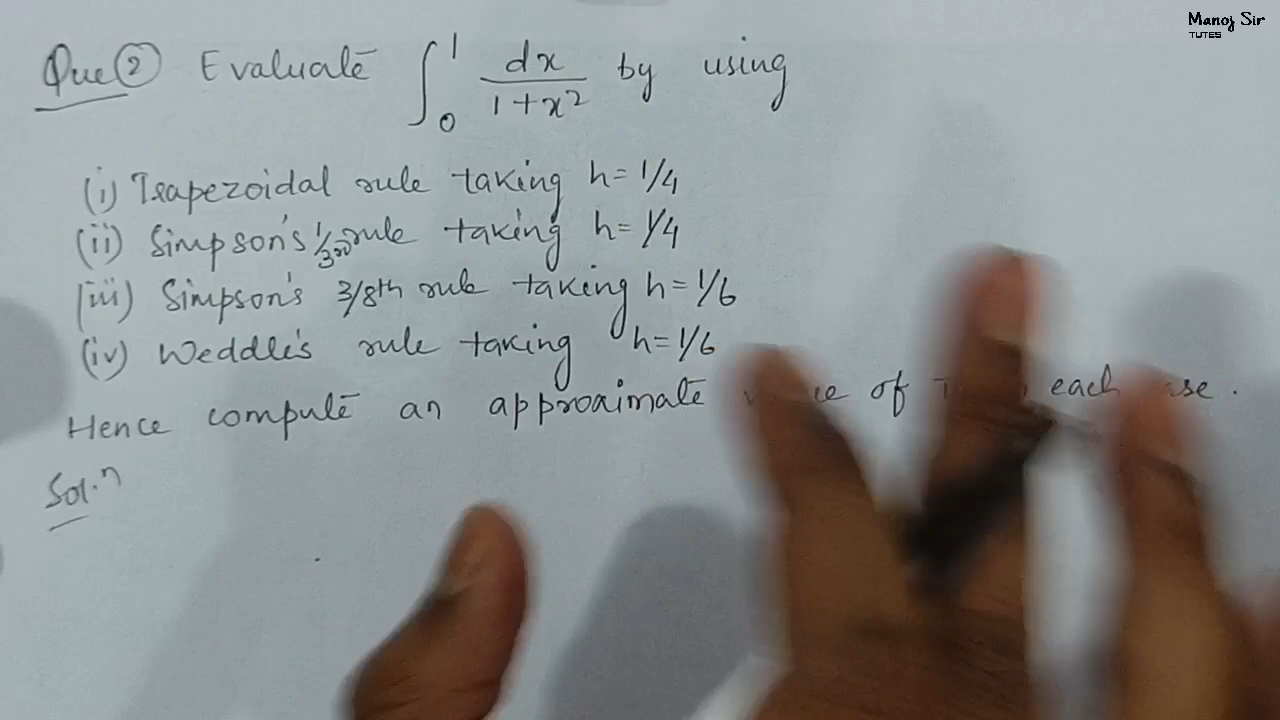 Manoj Sir
TUTES
Que ② Evaluate ∫₀¹ dx/(1+x²) by using
(i) Trapezoidal rule taking h=1/4
(ii) Simpson's 1/3rd rule taking h=1/4
(iii) Simpson's 3/8th rule taking h=1/6
(iv) Weddle's rule taking h=1/6
Hence compute an approximate of each .
Sol.n